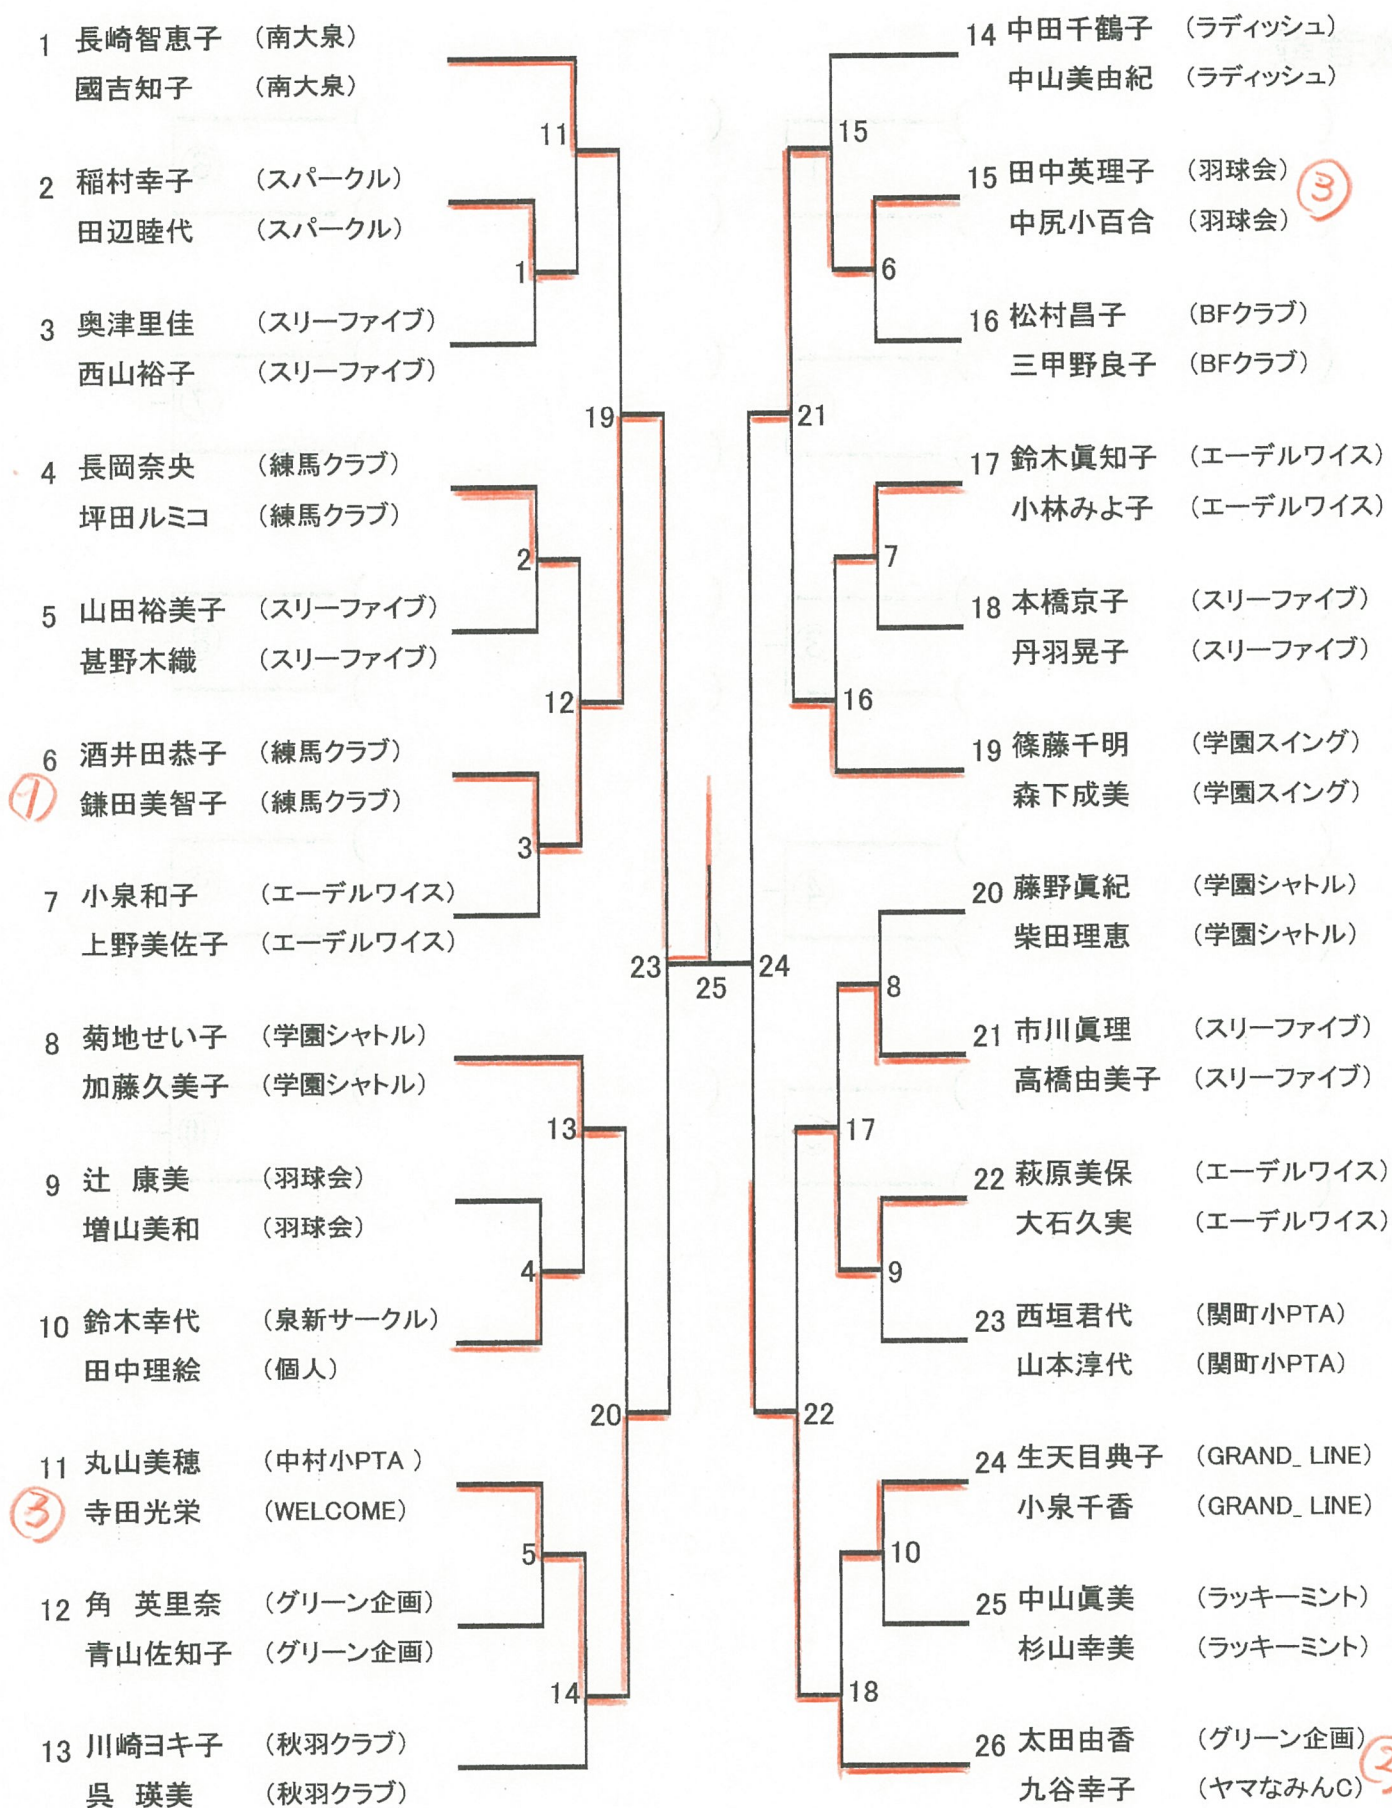 1 長崎智恵子 (南大泉)
國吉知子 (南大泉)
2 稲村幸子 (スパークル)
田辺睦代 (スパークル)
3 奥津里佳 (スリーファイブ)
西山裕子 (スリーファイブ)
4 長岡奈央 (練馬クラブ)
坪田ルミコ (練馬クラブ)
5 山田裕美子 (スリーファイブ)
甚野木織 (スリーファイブ)
6 酒井田恭子 (練馬クラブ)
① 鎌田美智子 (練馬クラブ)
7 小泉和子 (エーデルワイス)
上野美佐子 (エーデルワイス)
8 菊地せい子 (学園シャトル)
加藤久美子 (学園シャトル)
9 辻 康美 (羽球会)
増山美和 (羽球会)
10 鈴木幸代 (泉新サークル)
田中理絵 (個人)
11 丸山美穂 (中村小PTA )
③ 寺田光栄 (WELCOME)
12 角 英里奈 (グリーン企画)
青山佐知子 (グリーン企画)
13 川崎ヨキ子 (秋羽クラブ)
呉 瑛美 (秋羽クラブ)
11
1
19
2
12
3
23
25
24
13
4
20
5
14
15
6
21
7
16
8
17
9
22
10
18
14 中田千鶴子 (ラディッシュ)
中山美由紀 (ラディッシュ)
15 田中英理子 (羽球会) ③
中尻小百合 (羽球会)
16 松村昌子 (BFクラブ)
三甲野良子 (BFクラブ)
17 鈴木眞知子 (エーデルワイス)
小林みよ子 (エーデルワイス)
18 本橋京子 (スリーファイブ)
丹羽晃子 (スリーファイブ)
19 篠藤千明 (学園スイング)
森下成美 (学園スイング)
20 藤野眞紀 (学園シャトル)
柴田理恵 (学園シャトル)
21 市川眞理 (スリーファイブ)
高橋由美子 (スリーファイブ)
22 萩原美保 (エーデルワイス)
大石久実 (エーデルワイス)
23 西垣君代 (関町小PTA)
山本淳代 (関町小PTA)
24 生天目典子 (GRAND_LINE)
小泉千香 (GRAND_LINE)
25 中山眞美 (ラッキーミント)
杉山幸美 (ラッキーミント)
26 太田由香 (グリーン企画) ②
九谷幸子 (ヤマなみんC)